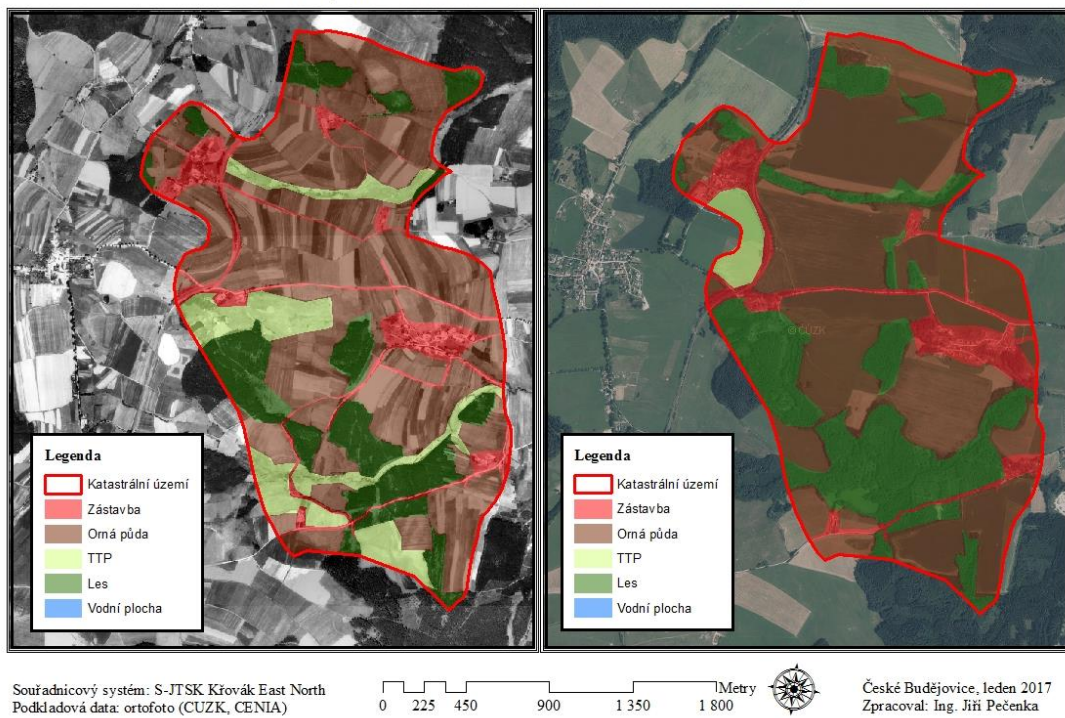 © ČÚZK
Legenda
Katastrální území
Zástavba
Orná půda
TTP
Les
Vodní plocha
Legenda
Katastrální území
Zástavba
Orná půda
TTP
Les
Vodní plocha
Souřadnicový systém: S-JTSK Křovák East North
Podkladová data: ortofoto (CUZK, CENIA)
Metry
0 225 450 900 1 350 1 800
České Budějovice, leden 2017
Zpracoval: Ing. Jiří Pečenka